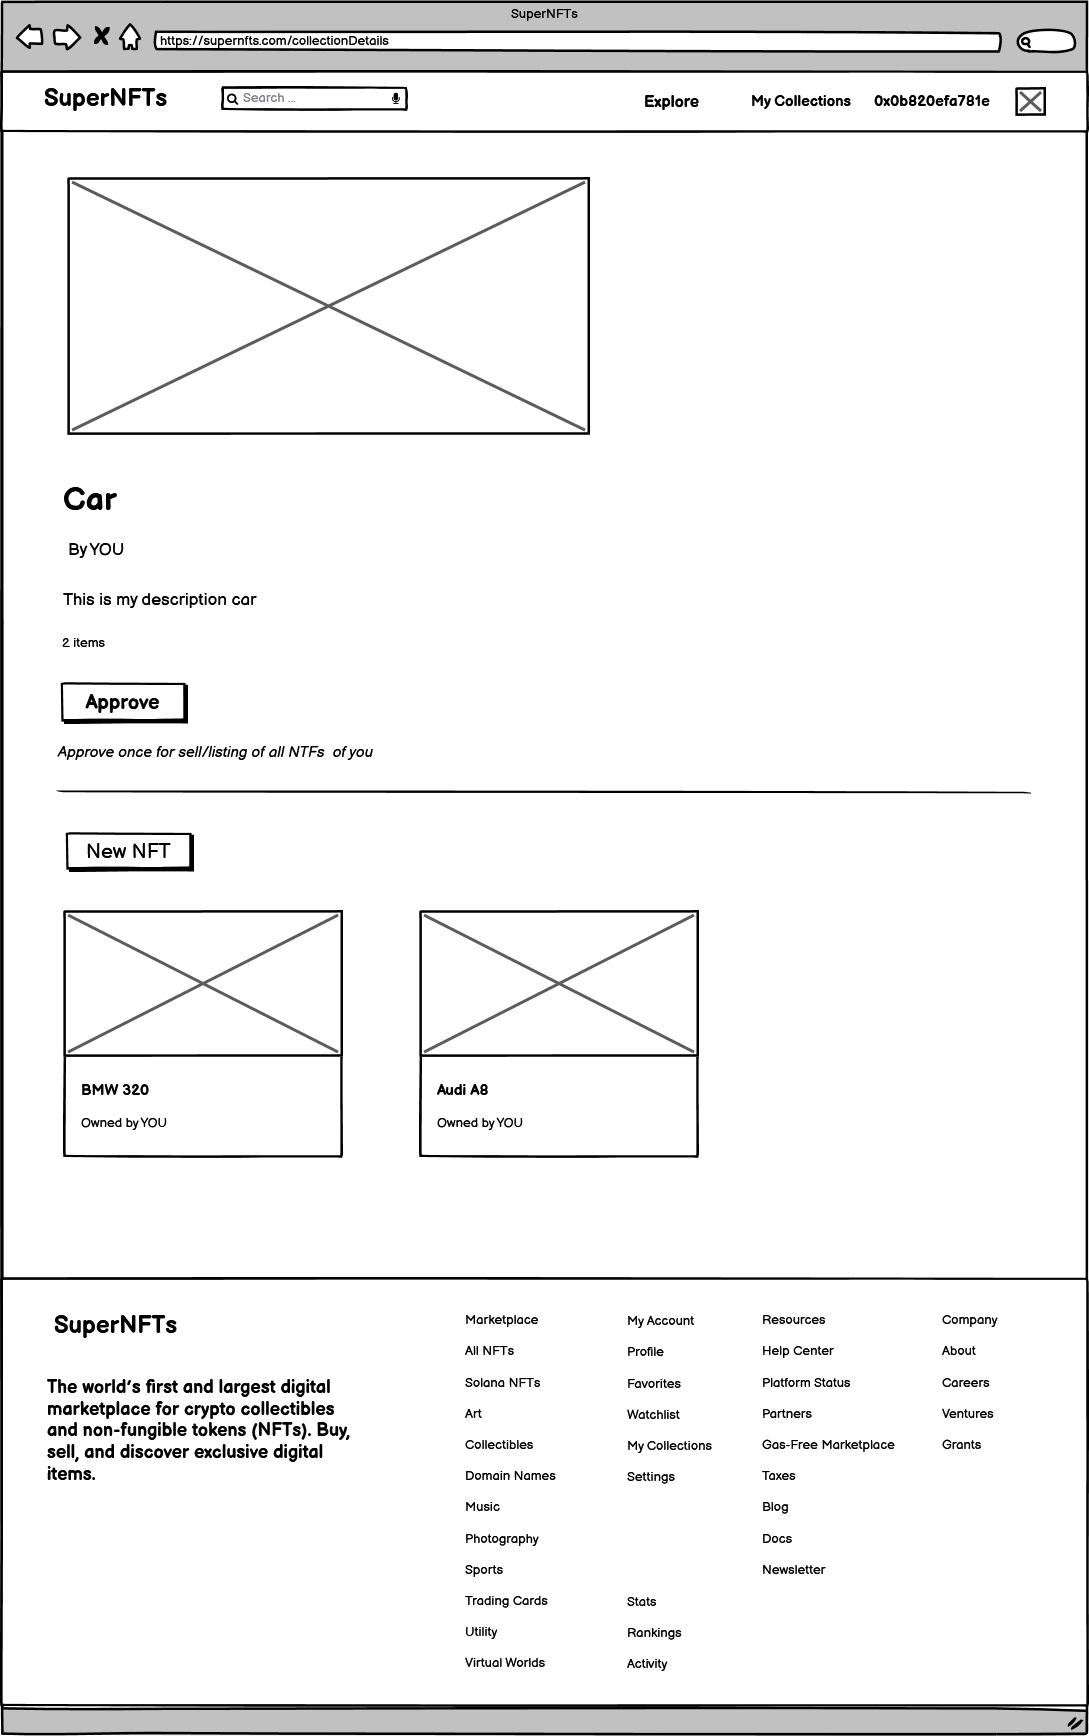 SuperNFTs
https://supernfts.com/collectionDetails
SuperNFTs
Search ...
Explore
My Collections
0x0b820efa781e
Car
By YOU
This is my description car
2 items
Approve
Approve once for sell/listing of all NTFs of you
New NFT
BMW 320
Owned by YOU
Audi A8
Owned by YOU
SuperNFTs
The world's first and largest digital
marketplace for crypto collectibles
and non-fungible tokens (NFTs). Buy,
sell, and discover exclusive digital
items.
Marketplace
All NFTs
Solana NFTs
Art
Collectibles
Domain Names
Music
Photography
Sports
Trading Cards
Utility
Virtual Worlds
My Account
Profile
Favorites
Watchlist
My Collections
Settings
Stats
Rankings
Activity
Resources
Help Center
Platform Status
Partners
Gas-Free Marketplace
Taxes
Blog
Docs
Newsletter
Company
About
Careers
Ventures
Grants